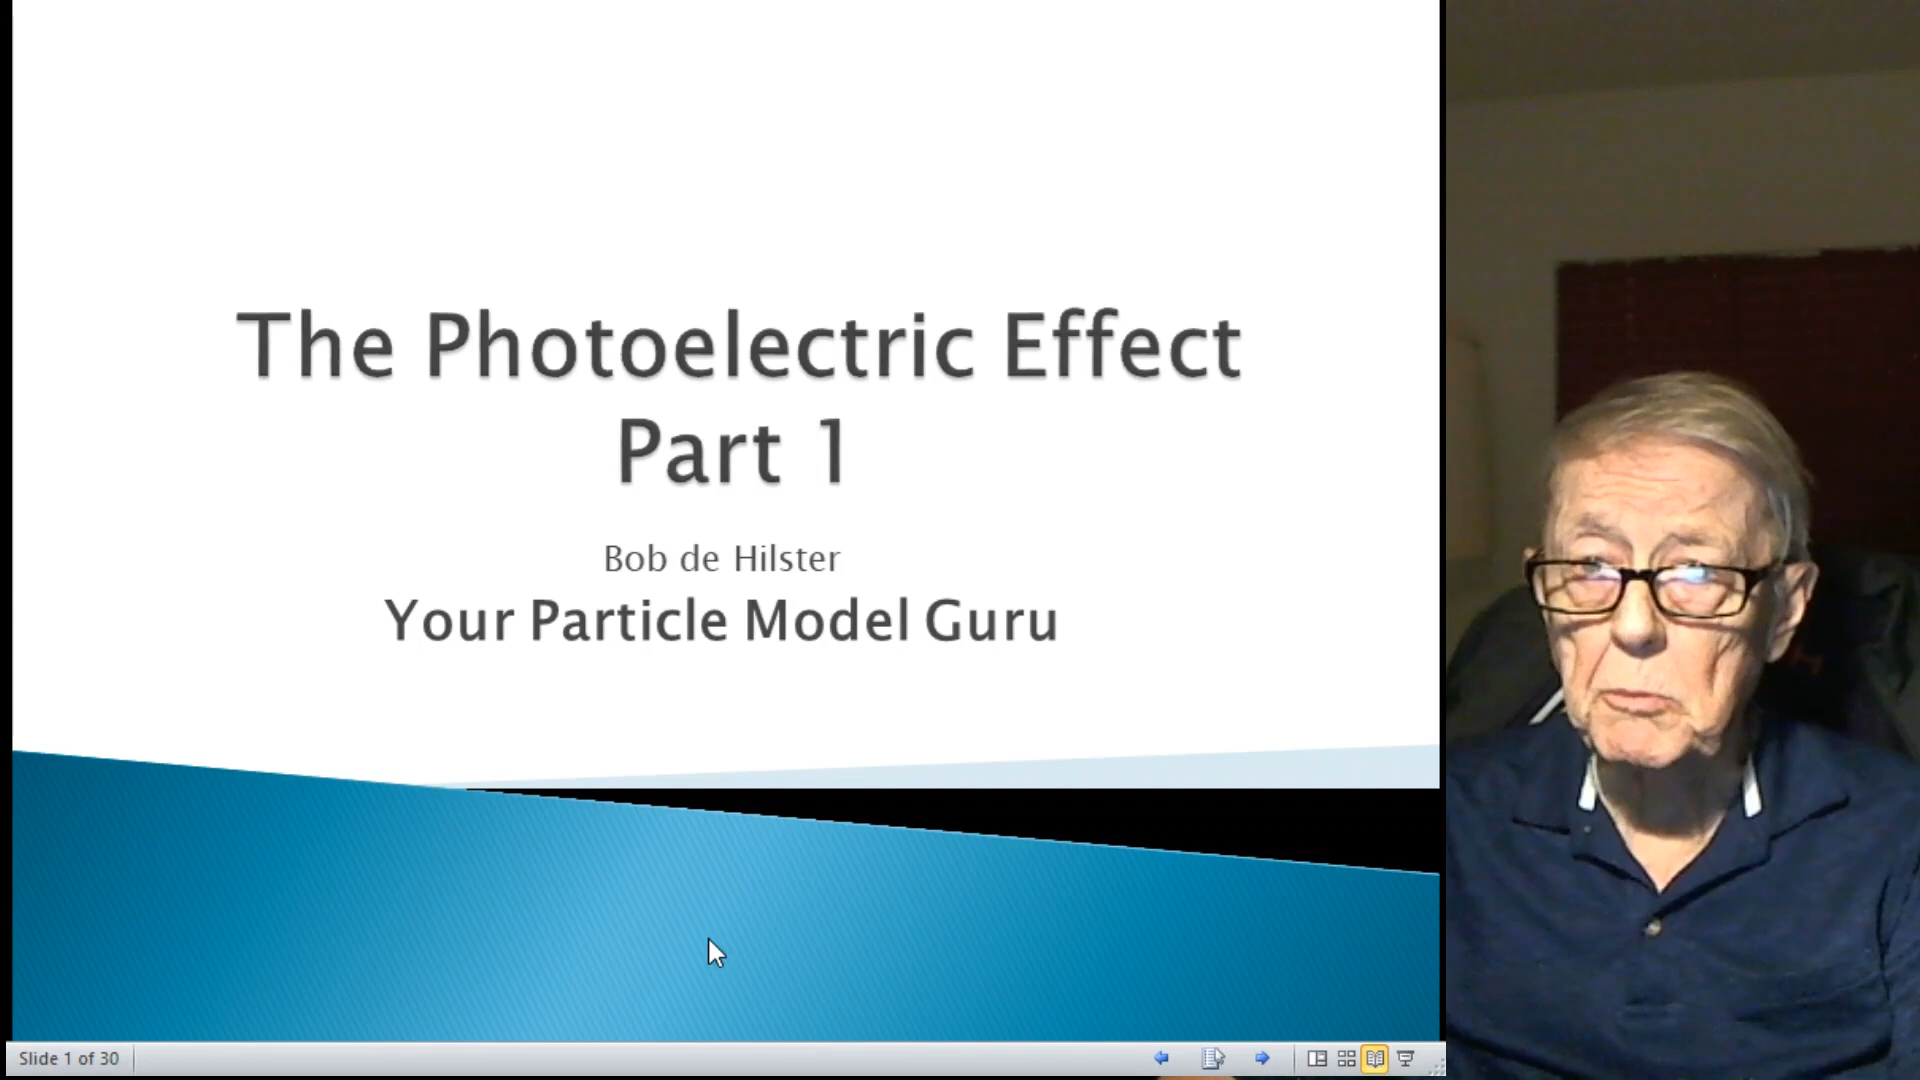 The Photoelectric Effect
Part 1
Bob de Hilster
Your Particle Model Guru
Slide 1 of 30